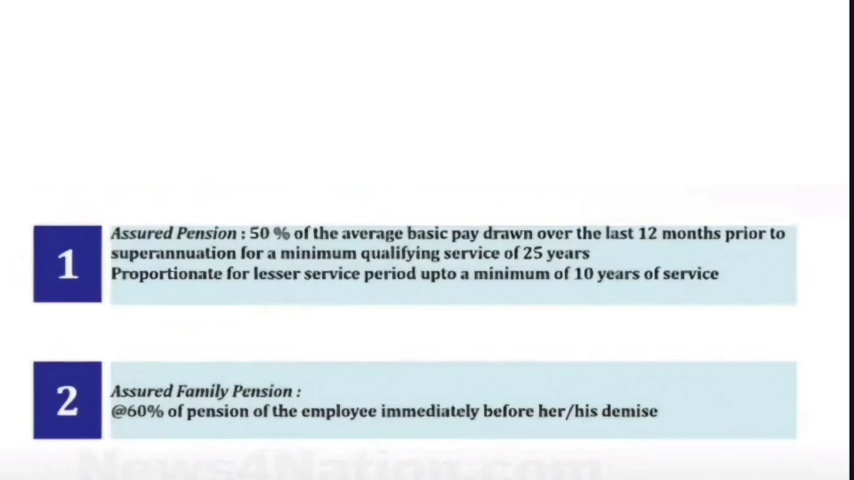 1
Assured Pension : 50 % of the average basic pay drawn over the last 12 months prior to
superannuation for a minimum qualifying service of 25 years
Proportionate for lesser service period upto a minimum of 10 years of service
2
Assured Family Pension :
@60% of pension of the employee immediately before her/his demise
News4Nation.com